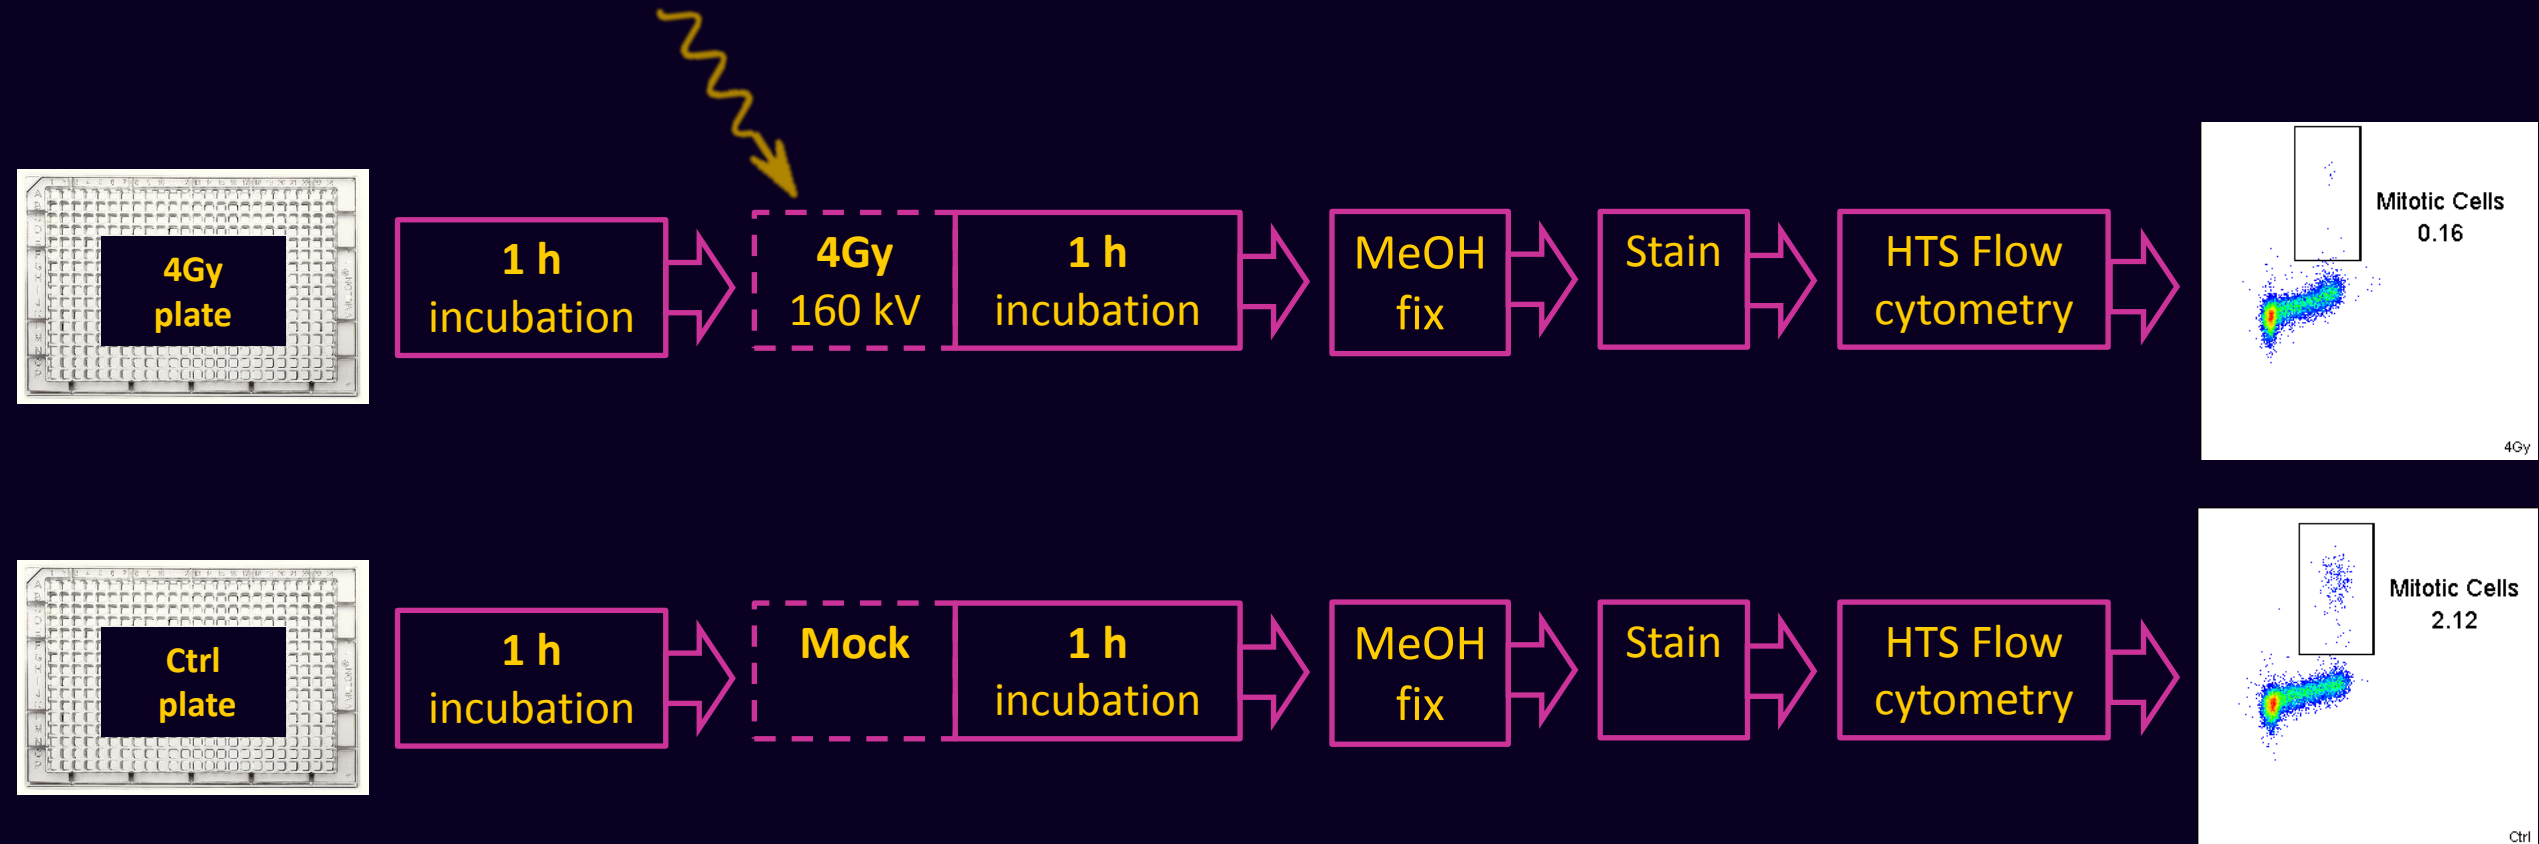 4Gy
plate
1 h
incubation
4Gy
160 kV
1 h
incubation
MeOH
fix
Stain
HTS Flow
cytometry
Mitotic Cells
0.16
4Gy
Ctrl
plate
1 h
incubation
Mock
1 h
incubation
MeOH
fix
Stain
HTS Flow
cytometry
Mitotic Cells
2.12
Ctrl